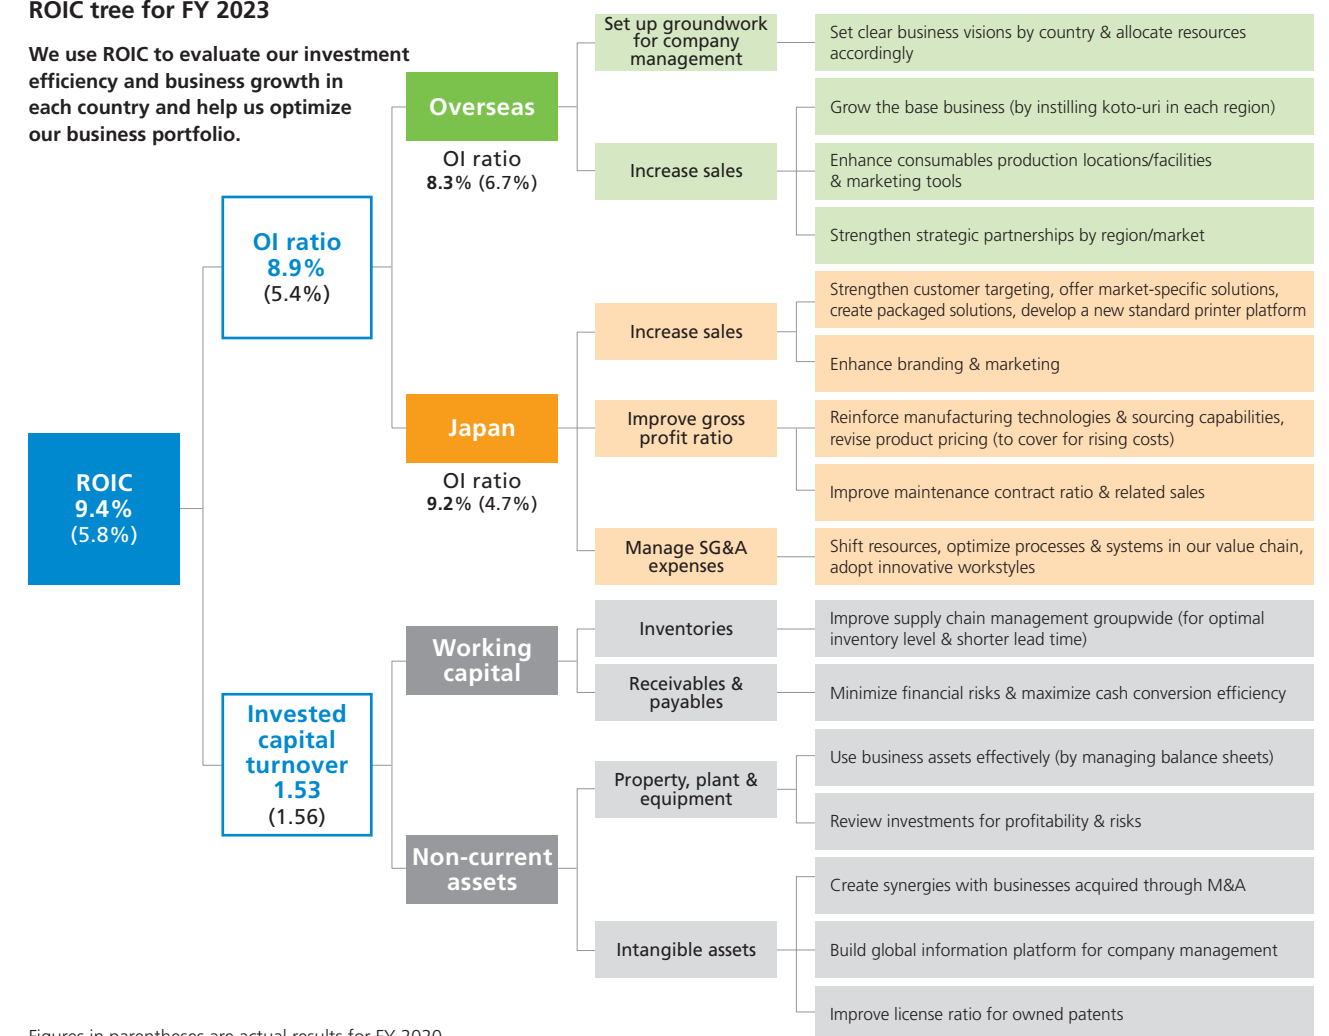 ROIC tree for FY 2023
We use ROIC to evaluate our investment
efficiency and business growth in
each country and help us optimize
our business portfolio.
ROIC
9.4%
(5.8%)
OI ratio
8.9%
(5.4%)
Overseas
OI ratio
8.3% (6.7%)
Set up groundwork
for company
management
Set clear business visions by country & allocate resources
accordingly
Increase sales
Grow the base business (by instilling koto-uri in each region)
Enhance consumables production locations/facilities
& marketing tools
Strengthen strategic partnerships by region/market
Japan
OI ratio
9.2% (4.7%)
Increase sales
Strengthen customer targeting, offer market-specific solutions,
create packaged solutions, develop a new standard printer platform
Enhance branding & marketing
Improve gross
profit ratio
Reinforce manufacturing technologies & sourcing capabilities,
revise product pricing (to cover for rising costs)
Improve maintenance contract ratio & related sales
Manage SG&A
expenses
Shift resources, optimize processes & systems in our value chain,
adopt innovative workstyles
Invested
capital
turnover
1.53
(1.56)
Working
capital
Inventories
Improve supply chain management groupwide (for optimal
inventory level & shorter lead time)
Receivables &
payables
Minimize financial risks & maximize cash conversion efficiency
Non-current
assets
Property, plant &
equipment
Use business assets effectively (by managing balance sheets)
Review investments for profitability & risks
Intangible assets
Create synergies with businesses acquired through M&A
Build global information platform for company management
Improve license ratio for owned patents
Figures in parentheses are actual results for FY 2020